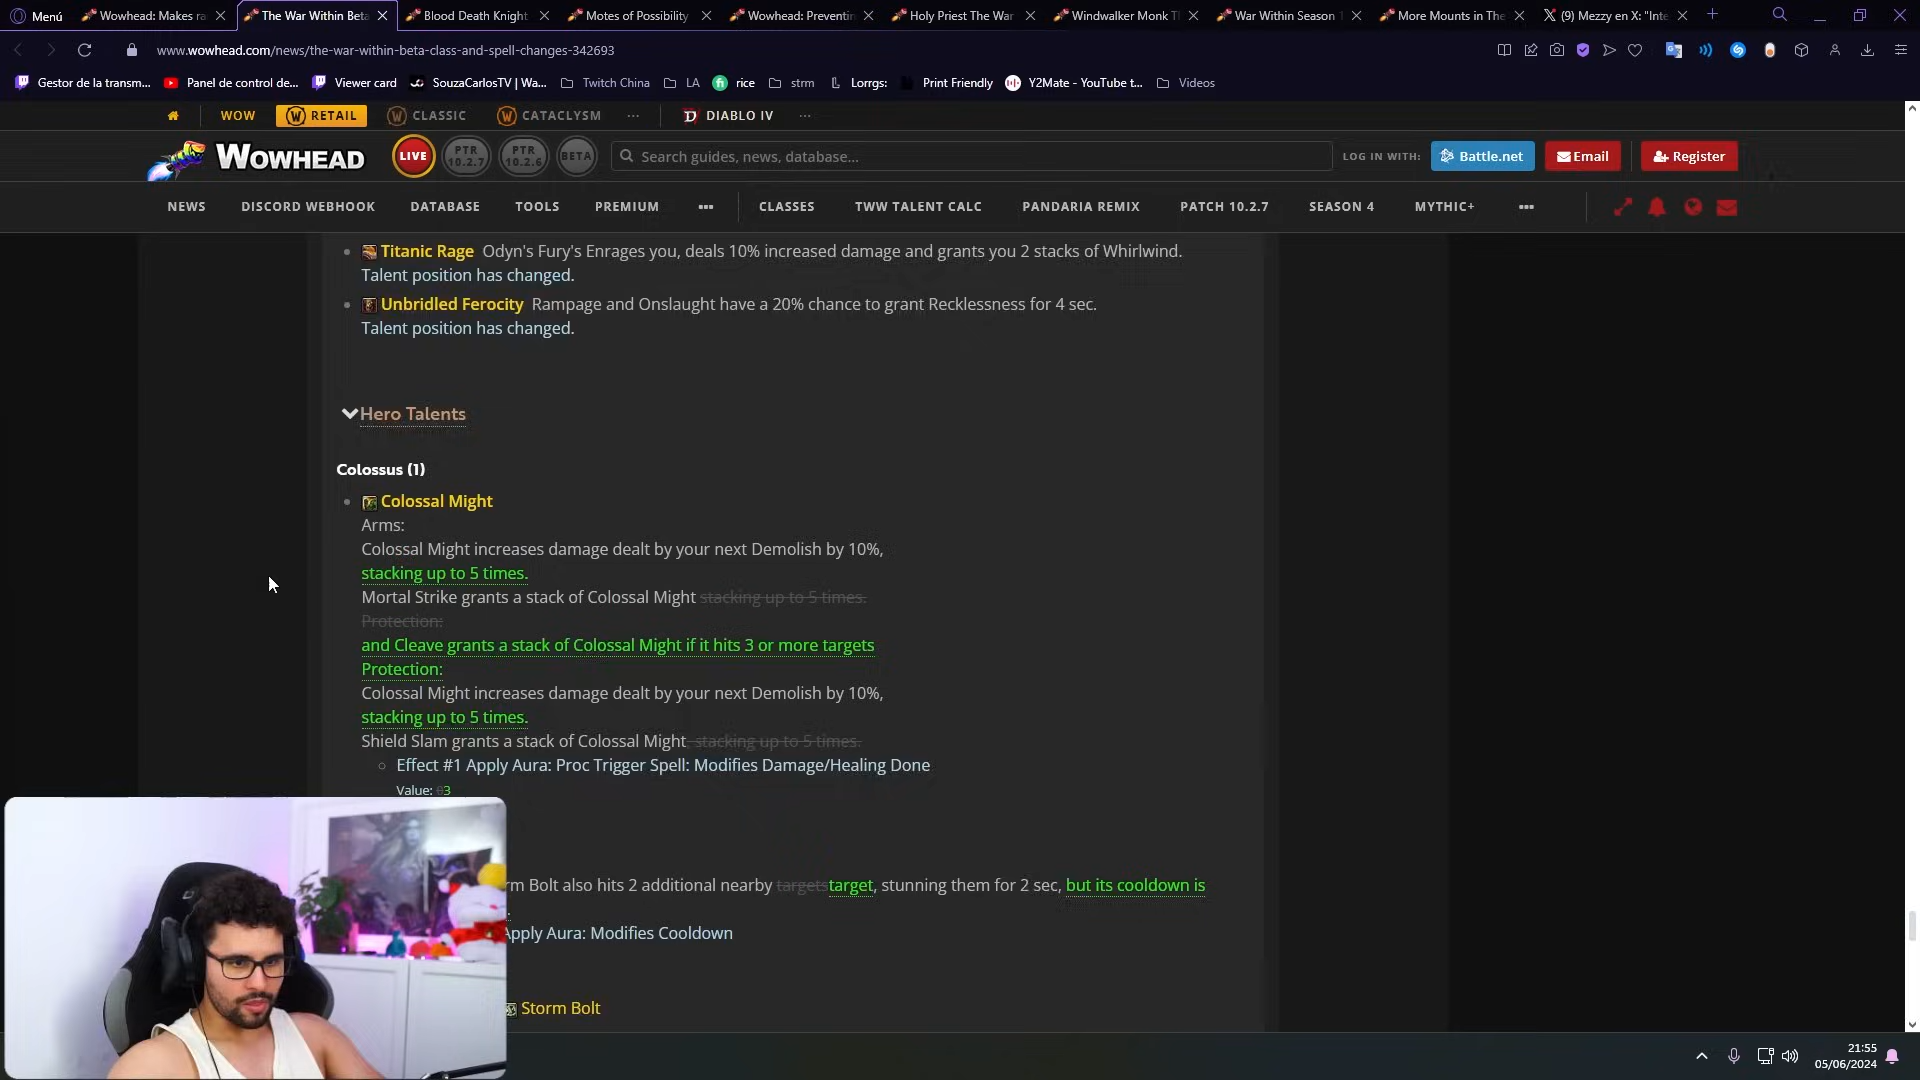 Menú
Wowhead: Makes ra
The War Within Beta
Blood Death Knight
Motes of Possibility
Wowhead: Preventin
Holy Priest The War
Windwalker Monk T
War Within Season
More Mounts in The
(9) Mezzy en X: "Inte
www.wowhead.com/news/the-war-within-beta-class-and-spell-changes-342693
Gestor de la transm...
Panel de control de...
Viewer card
SouzaCarlosTV | Wa...
Twitch China
LA
rice
strm
Lorrgs:
Print Friendly
Y2Mate - YouTube t...
Videos
WOW
RETAIL
CLASSIC
CATACLYSM
...
DIABLO IV
...
WOWHEAD
LIVE
PTR 10.2.7
PTR 10.2.6
BETA
Search guides, news, database...
LOG IN WITH:
Battle.net
Email
Register
NEWS
DISCORD WEBHOOK
DATABASE
TOOLS
PREMIUM
...
CLASSES
TWW TALENT CALC
PANDARIA REMIX
PATCH 10.2.7
SEASON 4
MYTHIC+
...
Titanic Rage Odyn's Fury's Enrages you, deals 10% increased damage and grants you 2 stacks of Whirlwind.
Talent position has changed.
Unbridled Ferocity Rampage and Onslaught have a 20% chance to grant Recklessness for 4 sec.
Talent position has changed.
Hero Talents
Colossus (1)
Colossal Might
Arms:
Colossal Might increases damage dealt by your next Demolish by 10%,
stacking up to 5 times.
Mortal Strike grants a stack of Colossal Might stacking up to 5 times.
Protection:
and Cleave grants a stack of Colossal Might if it hits 3 or more targets
Protection:
Colossal Might increases damage dealt by your next Demolish by 10%,
stacking up to 5 times.
Shield Slam grants a stack of Colossal Might, stacking up to 5 times.
Effect #1 Apply Aura: Proc Trigger Spell: Modifies Damage/Healing Done
Value: 03
rm Bolt also hits 2 additional nearby targetstarget, stunning them for 2 sec, but its cooldown is
Apply Aura: Modifies Cooldown
Storm Bolt
21:55
05/06/2024